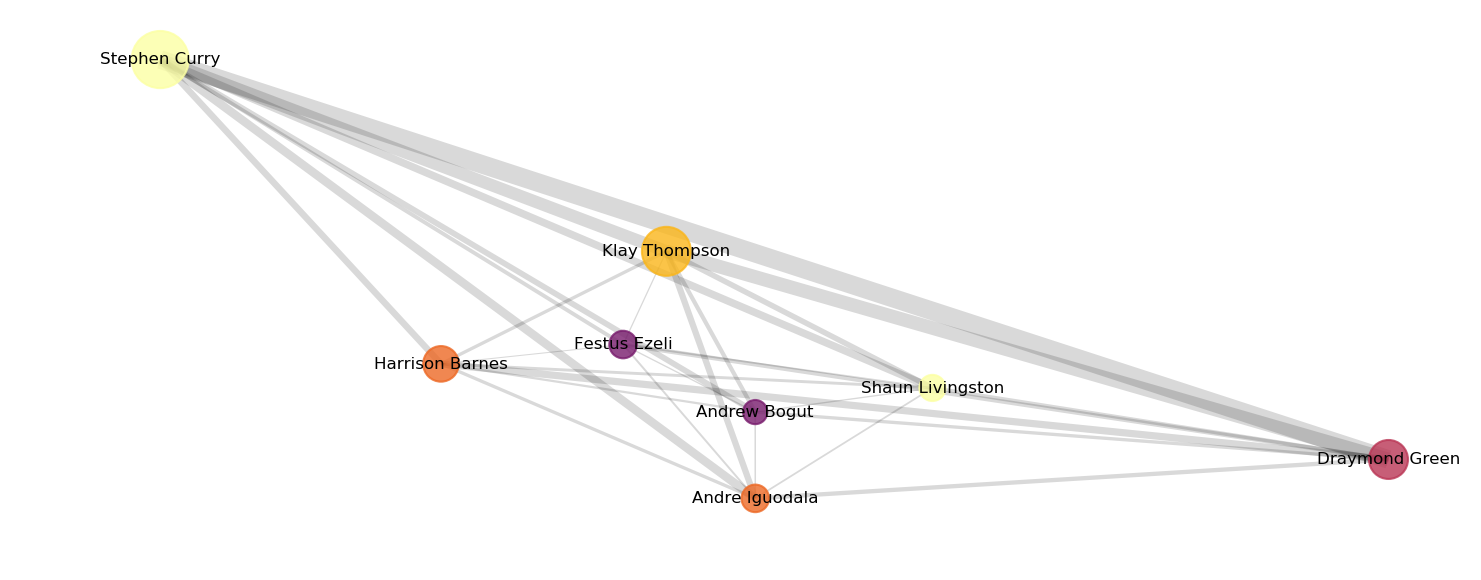 Stephen Curry
Klay Thompson
Festus Ezeli
Harrison Barnes
Shaun Livingston
Andrew Bogut
Draymond Green
Andre Iguodala